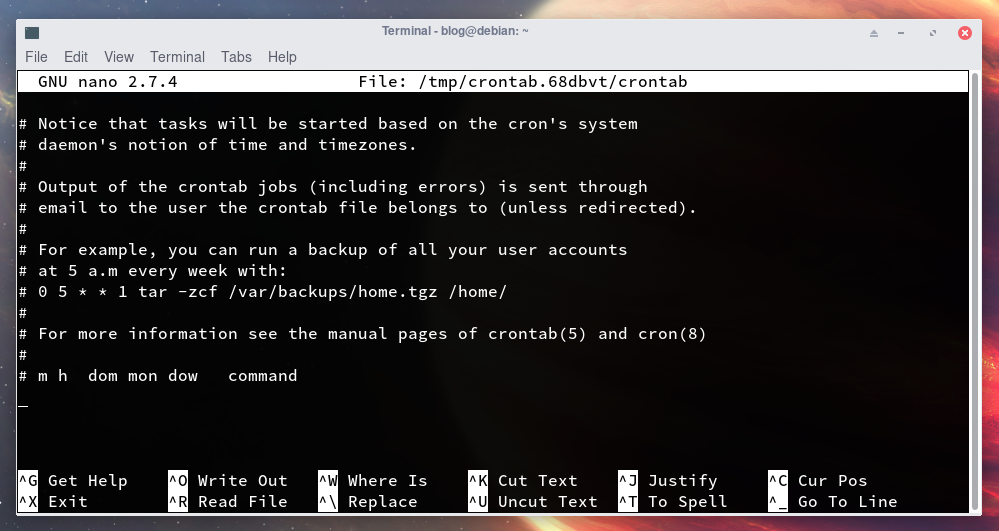 Terminal - blog@debian: ~
File Edit View Terminal Tabs Help
GNU nano 2.7.4 File: /tmp/crontab.68dbvt/crontab
# Notice that tasks will be started based on the cron's system
# daemon's notion of time and timezones.
#
# Output of the crontab jobs (including errors) is sent through
# email to the user the crontab file belongs to (unless redirected).
#
# For example, you can run a backup of all your user accounts
# at 5 a.m every week with:
# 0 5 * * 1 tar -zcf /var/backups/home.tgz /home/
#
# For more information see the manual pages of crontab(5) and cron(8)
#
# m h  dom mon dow   command
^G Get Help ^O Write Out ^W Where Is ^K Cut Text ^J Justify ^C Cur Pos
^X Exit ^R Read File ^\ Replace ^U Uncut Text ^T To Spell ^_ Go To Line